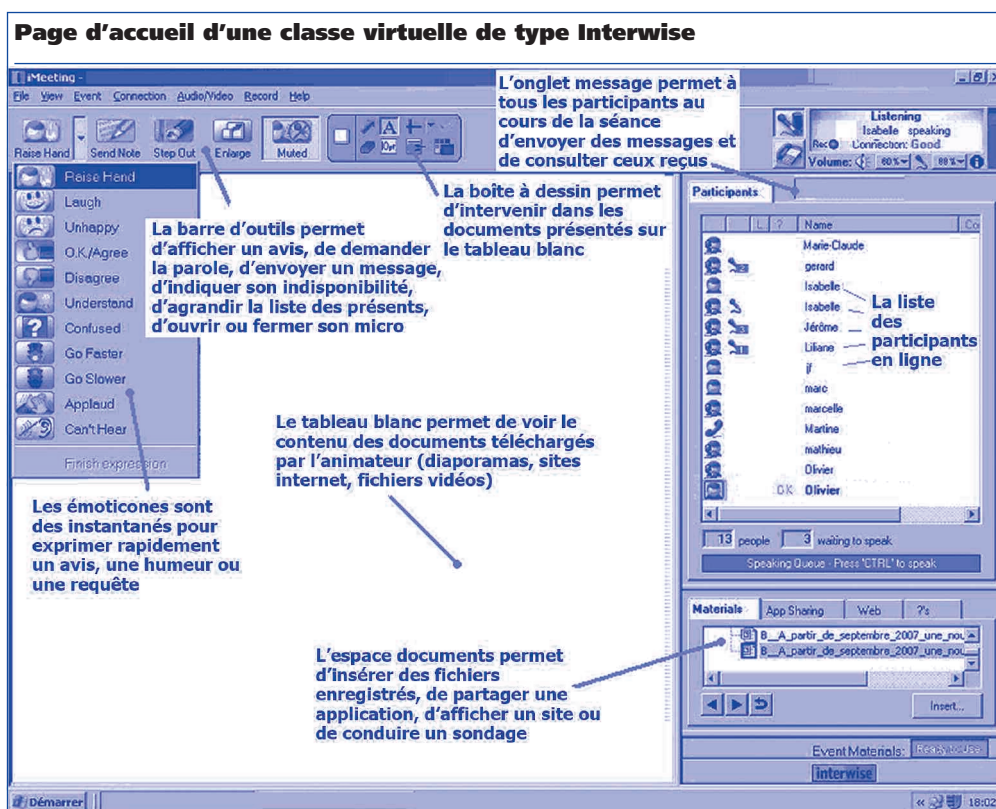 Page d’accueil d’une classe virtuelle de type Interwise
iMeeting -
File View Event Connection Audio/Video Record Help
Raise Hand Send Note Step Out Enlarge Muted
L’onglet message permet à
tous les participants au
cours de la séance
d’envoyer des messages et
de consulter ceux reçus
Listening
Isabelle speaking
Rec Connection: Good
Volume: 80% 88%
Raise Hand
Laugh
Unhappy
O.K./Agree
Disagree
Understand
Confused
Go Faster
Go Slower
Applaud
Can't Hear
Finish expression
La barre d’outils permet
d’afficher un avis, de demander
la parole, d’envoyer un message,
d’indiquer son indisponibilité,
d’agrandir la liste des présents,
d’ouvrir ou fermer son micro
La boîte à dessin permet
d’intervenir dans les
documents présentés sur
le tableau blanc
Participants
L ? Name Co
Marie-Claude
gerard
Isabelle
Isabelle
Jérôme
Liliane
jf
marc
marcelle
Martine
mathieu
Olivier
OK Olivier
La liste
des
participants
en ligne
13 people 3 waiting to speak
Speaking Queue - Press 'CTRL' to speak
Le tableau blanc permet de voir le
contenu des documents téléchargés
par l’animateur (diaporamas, sites
internet, fichiers vidéos)
Les émoticones sont
des instantanés pour
exprimer rapidement
un avis, une humeur ou
une requête
L’espace documents permet
d’insérer des fichiers
enregistrés, de partager une
application, d’afficher un site ou
de conduire un sondage
Materials App Sharing Web ?'s
B__A_partir_de_septembre_2007_une_nou
B__A_partir_de_septembre_2007_une_nou
Insert...
Event Materials: Ready to Use
interwise
Démarrer
18:02